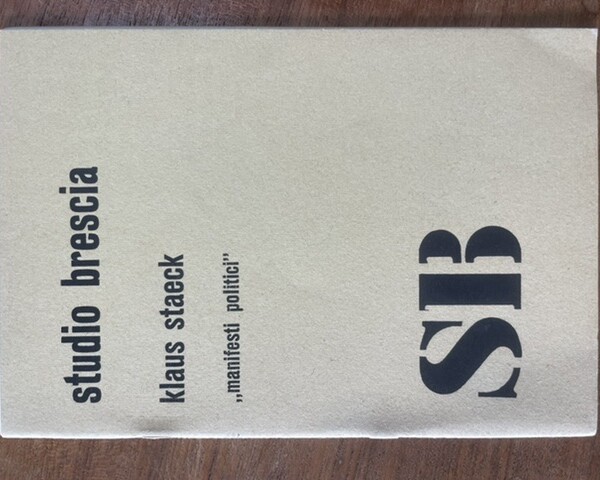 studio brescia
klaus staeck
„manifesti politici”
SB